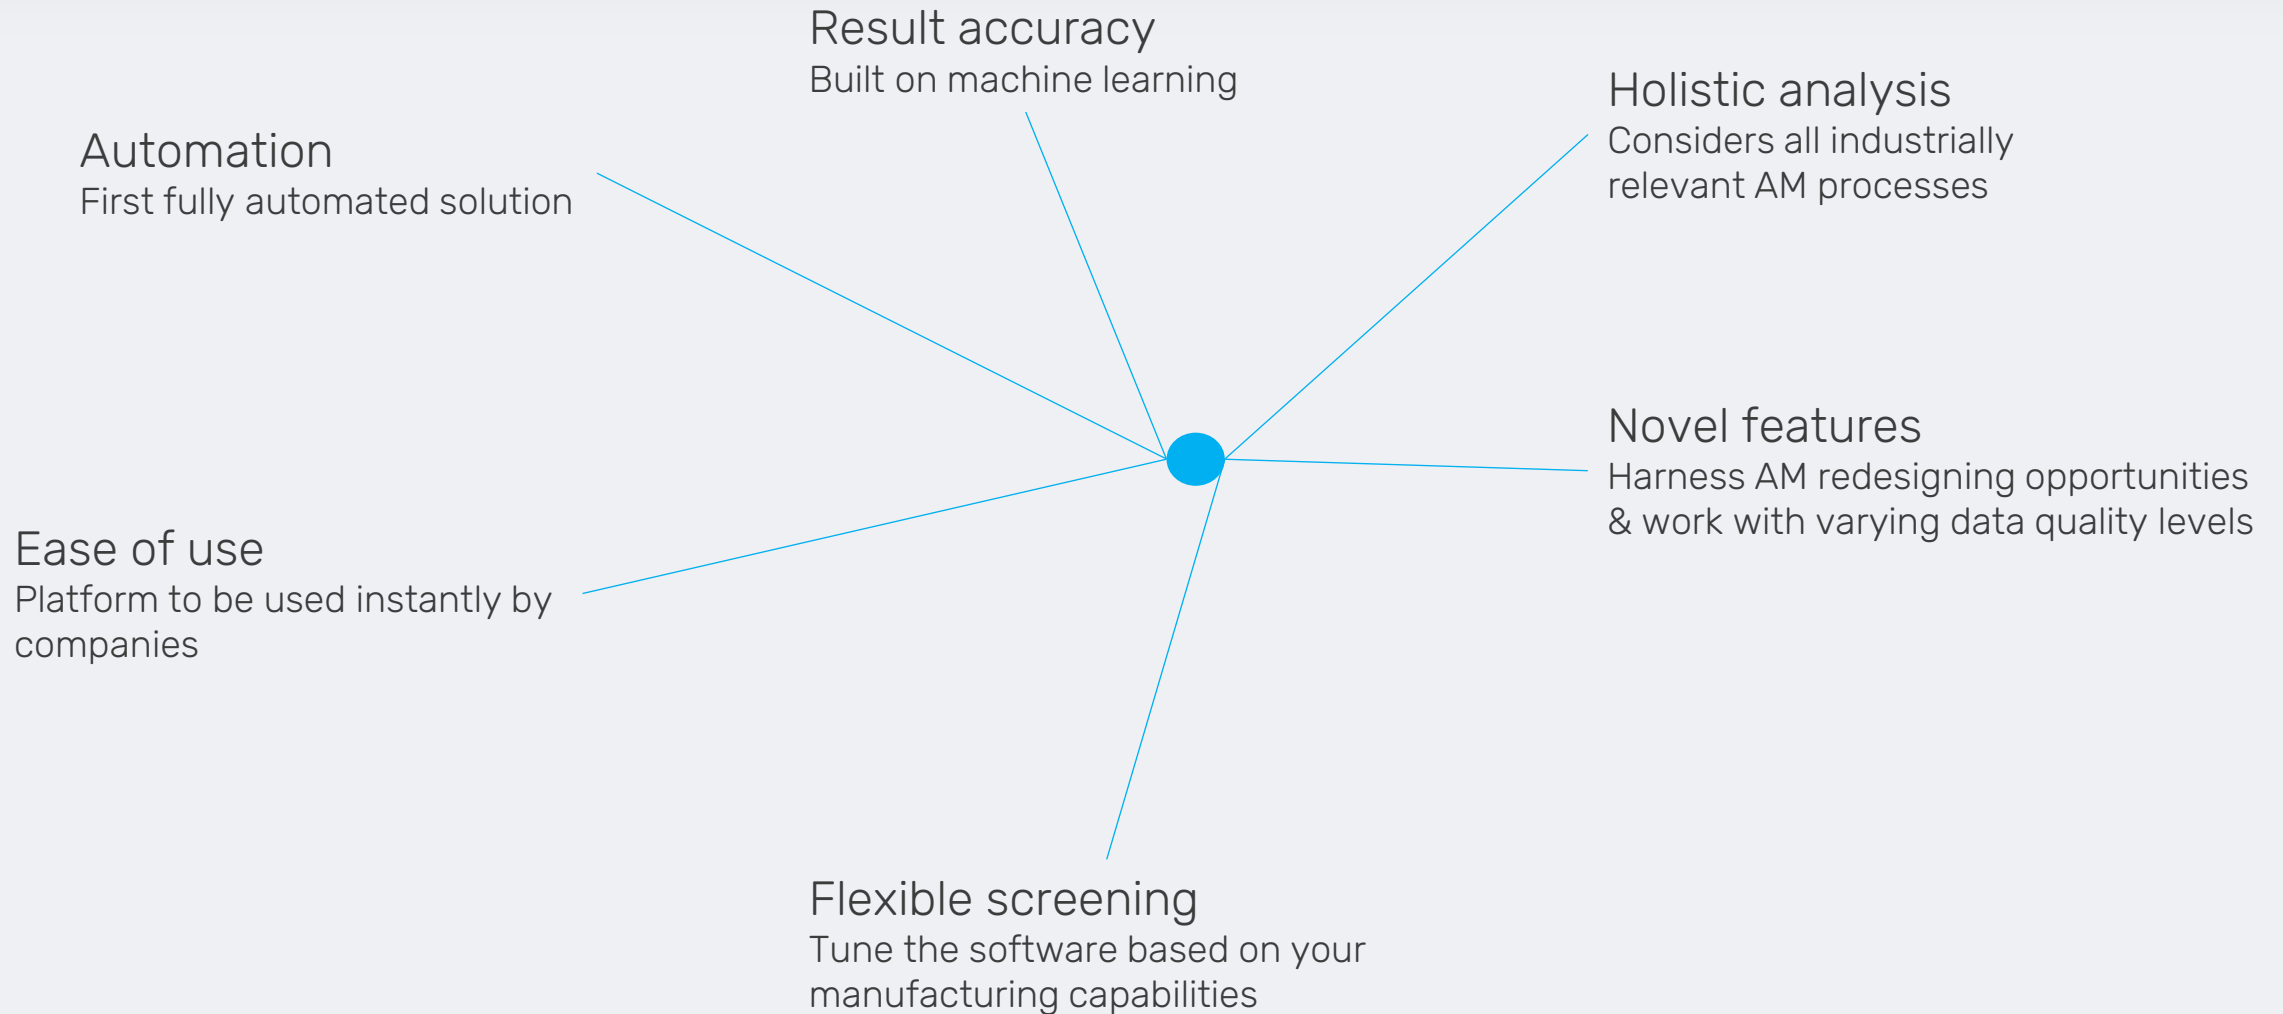 Result accuracy
Built on machine learning
Holistic analysis
Considers all industrially
relevant AM processes
Automation
First fully automated solution
Novel features
Harness AM redesigning opportunities
& work with varying data quality levels
Ease of use
Platform to be used instantly by
companies
Flexible screening
Tune the software based on your
manufacturing capabilities